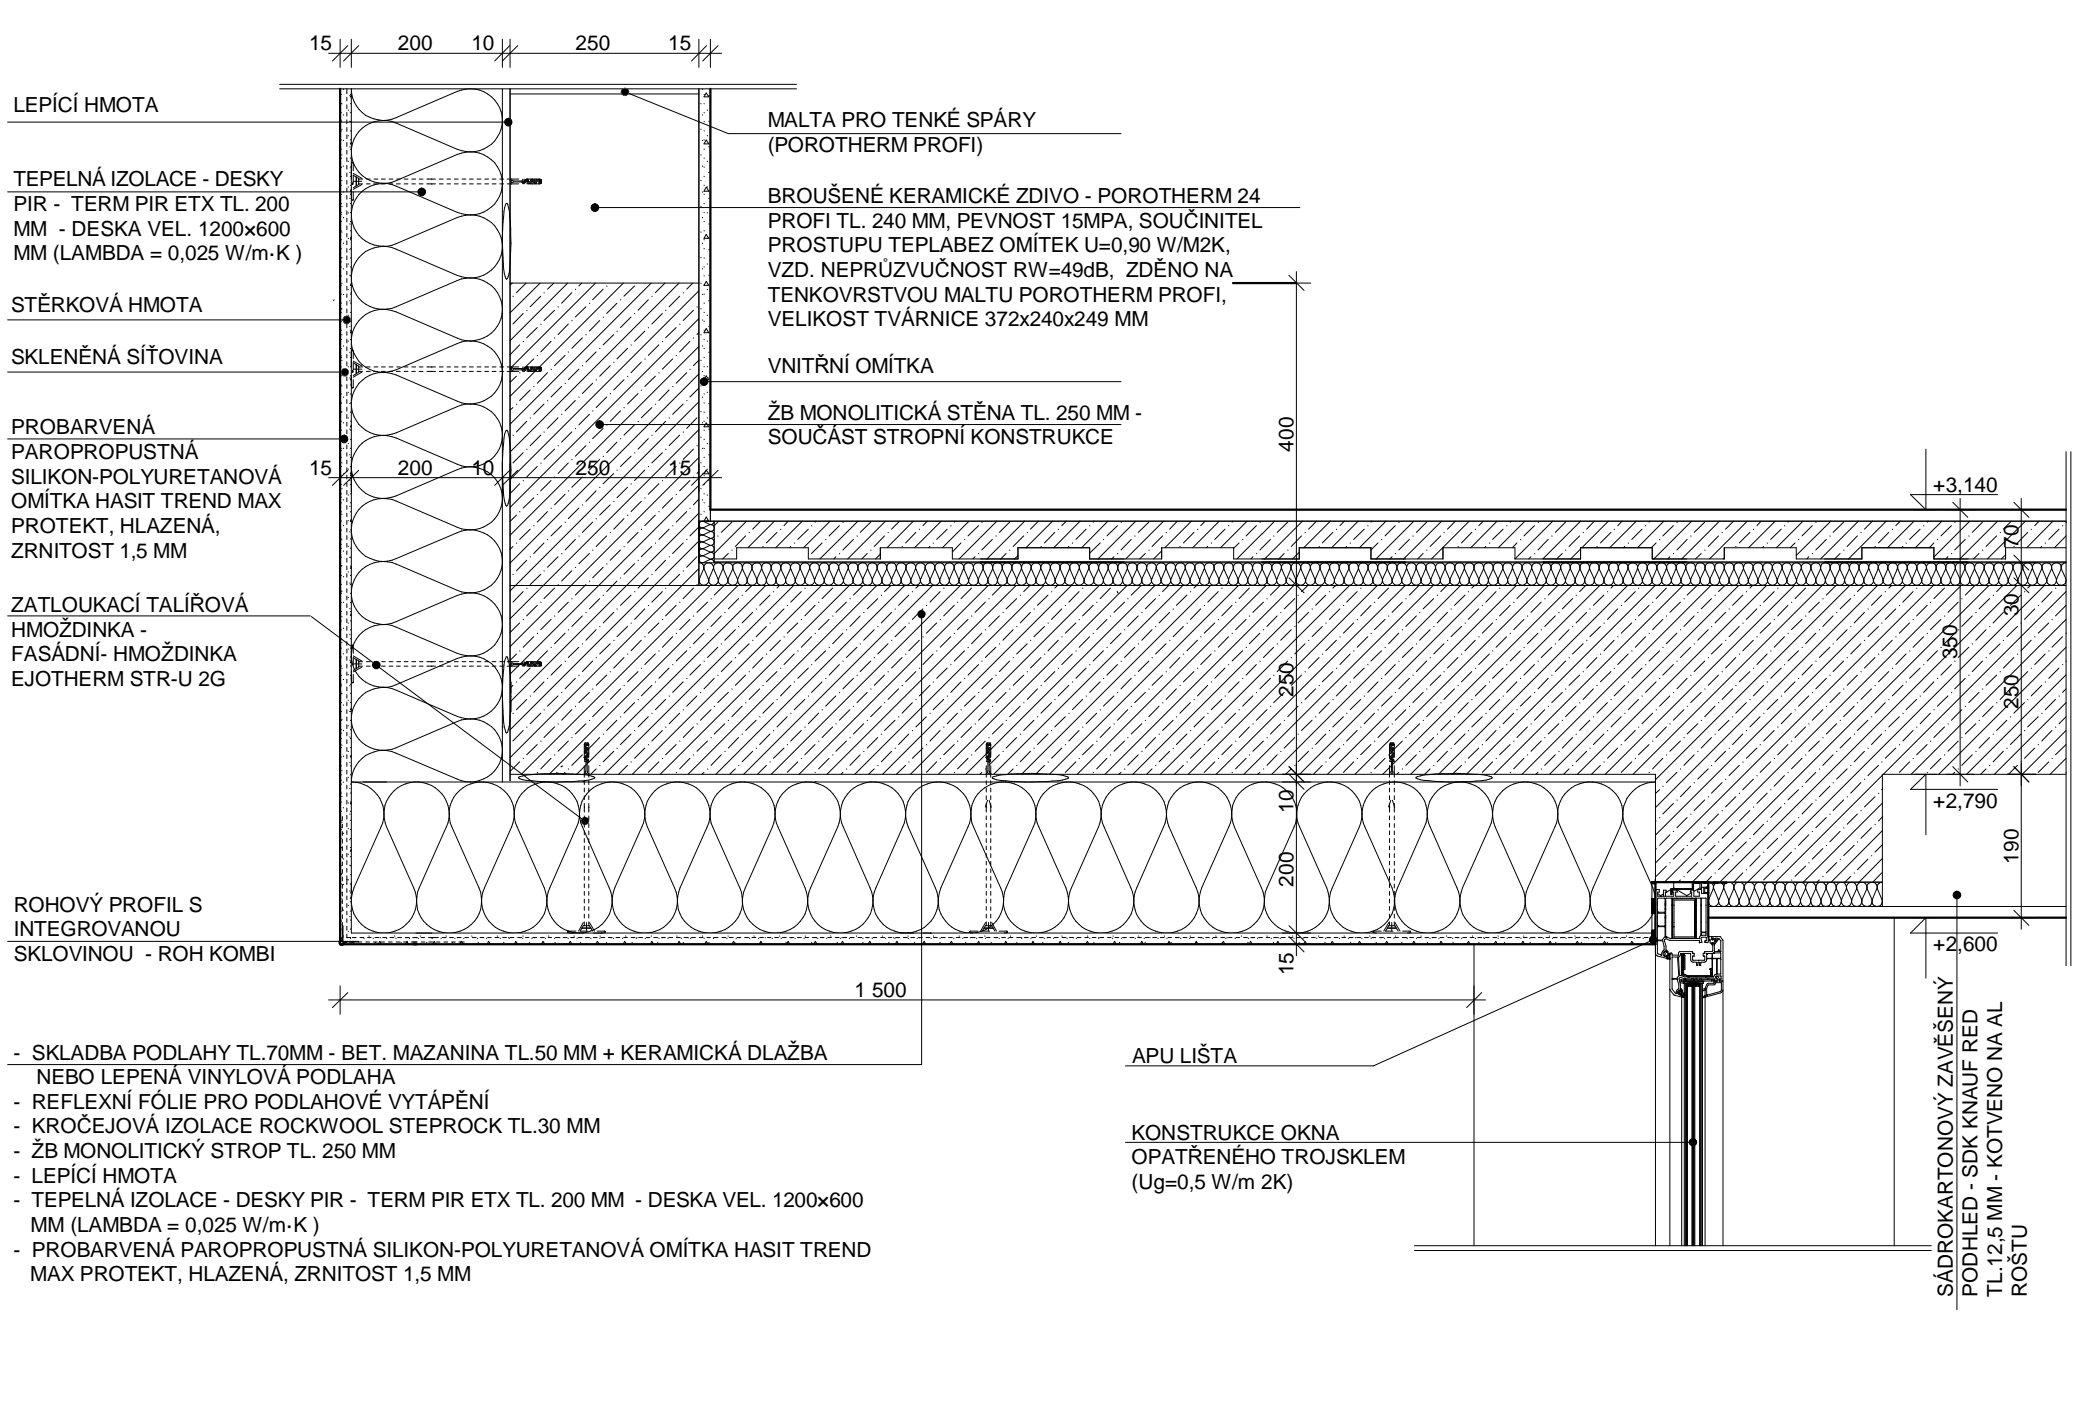 15 200 10 250 15
LEPÍCÍ HMOTA
TEPELNÁ IZOLACE - DESKY
PIR - TERM PIR ETX TL. 200
MM - DESKA VEL. 1200×600
MM (LAMBDA = 0,025 W/m·K )
STĚRKOVÁ HMOTA
SKLENĚNÁ SÍŤOVINA
PROBARVENÁ
PAROPROPUSTNÁ
SILIKON-POLYURETANOVÁ
OMÍTKA HASIT TREND MAX
PROTEKT, HLAZENÁ,
ZRNITOST 1,5 MM
ZATLOUKACÍ TALÍŘOVÁ
HMOŽDINKA -
FASÁDNÍ- HMOŽDINKA
EJOTHERM STR-U 2G
ROHOVÝ PROFIL S
INTEGROVANOU
SKLOVINOU - ROH KOMBI
MALTA PRO TENKÉ SPÁRY
(POROTHERM PROFI)
BROUŠENÉ KERAMICKÉ ZDIVO - POROTHERM 24
PROFI TL. 240 MM, PEVNOST 15MPA, SOUČINITEL
PROSTUPU TEPLABEZ OMÍTEK U=0,90 W/M2K,
VZD. NEPRŮZVUČNOST RW=49dB, ZDĚNO NA
TENKOVRSTVOU MALTU POROTHERM PROFI,
VELIKOST TVÁRNICE 372x240x249 MM
VNITŘNÍ OMÍTKA
ŽB MONOLITICKÁ STĚNA TL. 250 MM -
SOUČÁST STROPNÍ KONSTRUKCE
15 200 10 250 15
400
250
10
200
15
+3,140
70
30
350
250
+2,790
190
+2,600
1 500
- SKLADBA PODLAHY TL.70MM - BET. MAZANINA TL.50 MM + KERAMICKÁ DLAŽBA
NEBO LEPENÁ VINYLOVÁ PODLAHA
- REFLEXNÍ FÓLIE PRO PODLAHOVÉ VYTÁPĚNÍ
- KROČEJOVÁ IZOLACE ROCKWOOL STEPROCK TL.30 MM
- ŽB MONOLITICKÝ STROP TL. 250 MM
- LEPÍCÍ HMOTA
- TEPELNÁ IZOLACE - DESKY PIR - TERM PIR ETX TL. 200 MM - DESKA VEL. 1200×600
MM (LAMBDA = 0,025 W/m·K )
- PROBARVENÁ PAROPROPUSTNÁ SILIKON-POLYURETANOVÁ OMÍTKA HASIT TREND
MAX PROTEKT, HLAZENÁ, ZRNITOST 1,5 MM
APU LIŠTA
KONSTRUKCE OKNA
OPATŘENÉHO TROJSKLEM
(Ug=0,5 W/m 2K)
SÁDROKARTONOVÝ ZAVĚŠENÝ
PODHLED - SDK KNAUF RED
TL.12,5 MM - KOTVENO NA AL
ROŠTU